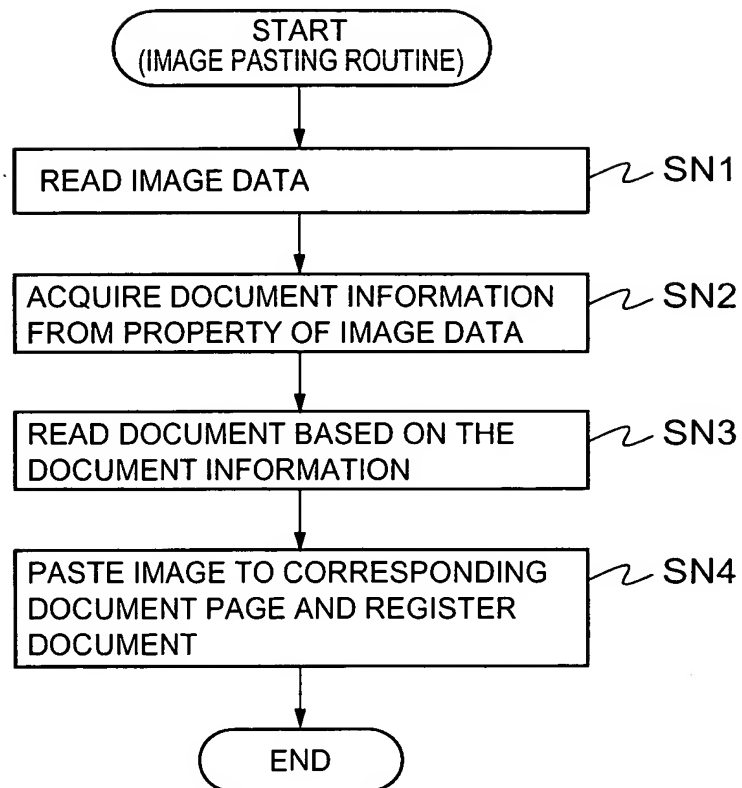 START
(IMAGE PASTING ROUTINE)
READ IMAGE DATA
SN1
ACQUIRE DOCUMENT INFORMATION
FROM PROPERTY OF IMAGE DATA
SN2
READ DOCUMENT BASED ON THE
DOCUMENT INFORMATION
SN3
PASTE IMAGE TO CORRESPONDING
DOCUMENT PAGE AND REGISTER
DOCUMENT
SN4
END